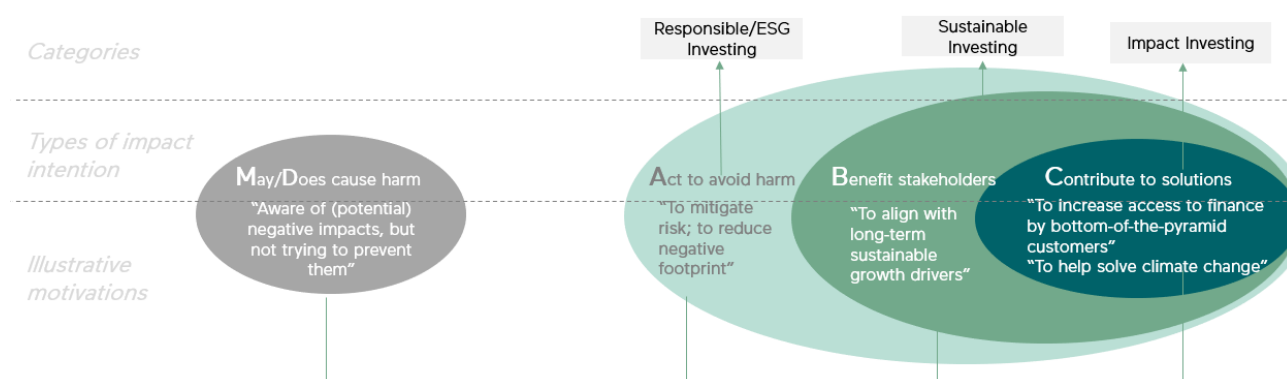 Categories
Responsible/ESG
Investing
Sustainable
Investing
Impact Investing
Types of impact
intention
May/Does cause harm
Act to avoid harm
Benefit stakeholders
Contribute to solutions
Illustrative
motivations
“Aware of (potential)
negative impacts, but
not trying to prevent
them”
“To mitigate
risk; to reduce
negative
footprint”
“To align with
long-term
sustainable
growth drivers”
“To increase access to finance
by bottom-of-the-pyramid
customers”
“To help solve climate change”